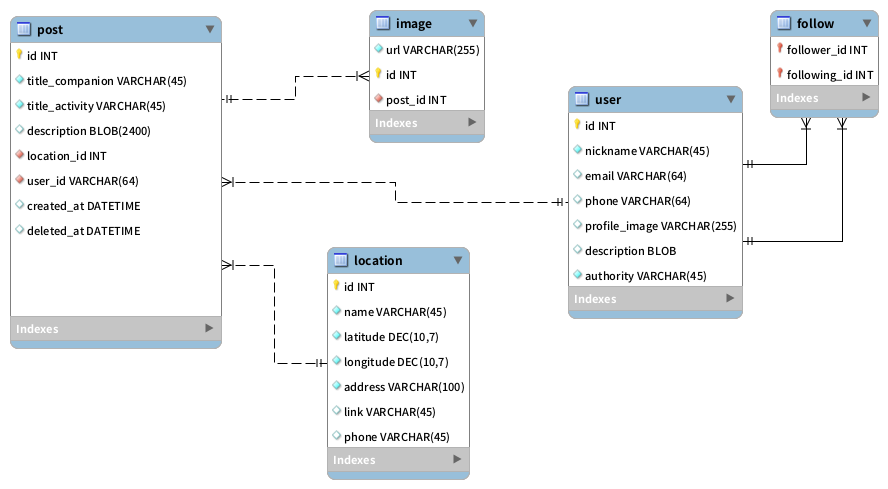 post
id INT
title_companion VARCHAR(45)
title_activity VARCHAR(45)
description BLOB(2400)
location_id INT
user_id VARCHAR(64)
created_at DATETIME
deleted_at DATETIME
Indexes
image
url VARCHAR(255)
id INT
post_id INT
Indexes
location
id INT
name VARCHAR(45)
latitude DEC(10,7)
longitude DEC(10,7)
address VARCHAR(100)
link VARCHAR(45)
phone VARCHAR(45)
Indexes
user
id INT
nickname VARCHAR(45)
email VARCHAR(64)
phone VARCHAR(64)
profile_image VARCHAR(255)
description BLOB
authority VARCHAR(45)
Indexes
follow
follower_id INT
following_id INT
Indexes